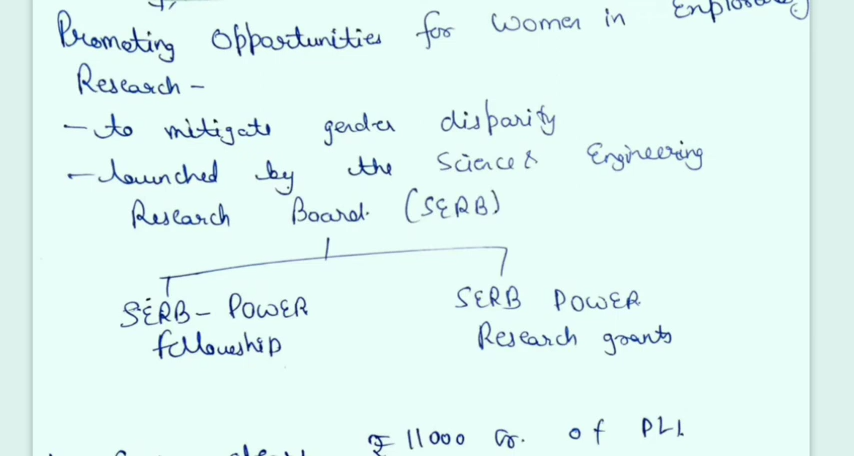 Promoting Opportunities for Women in
Research -
- to mitigate gender disparity
- launched by the Science & Engineering
Research Board. (SERB)
SERB - POWER fellowship
SERB POWER Research grants
₹ 11000 cr. of PLI